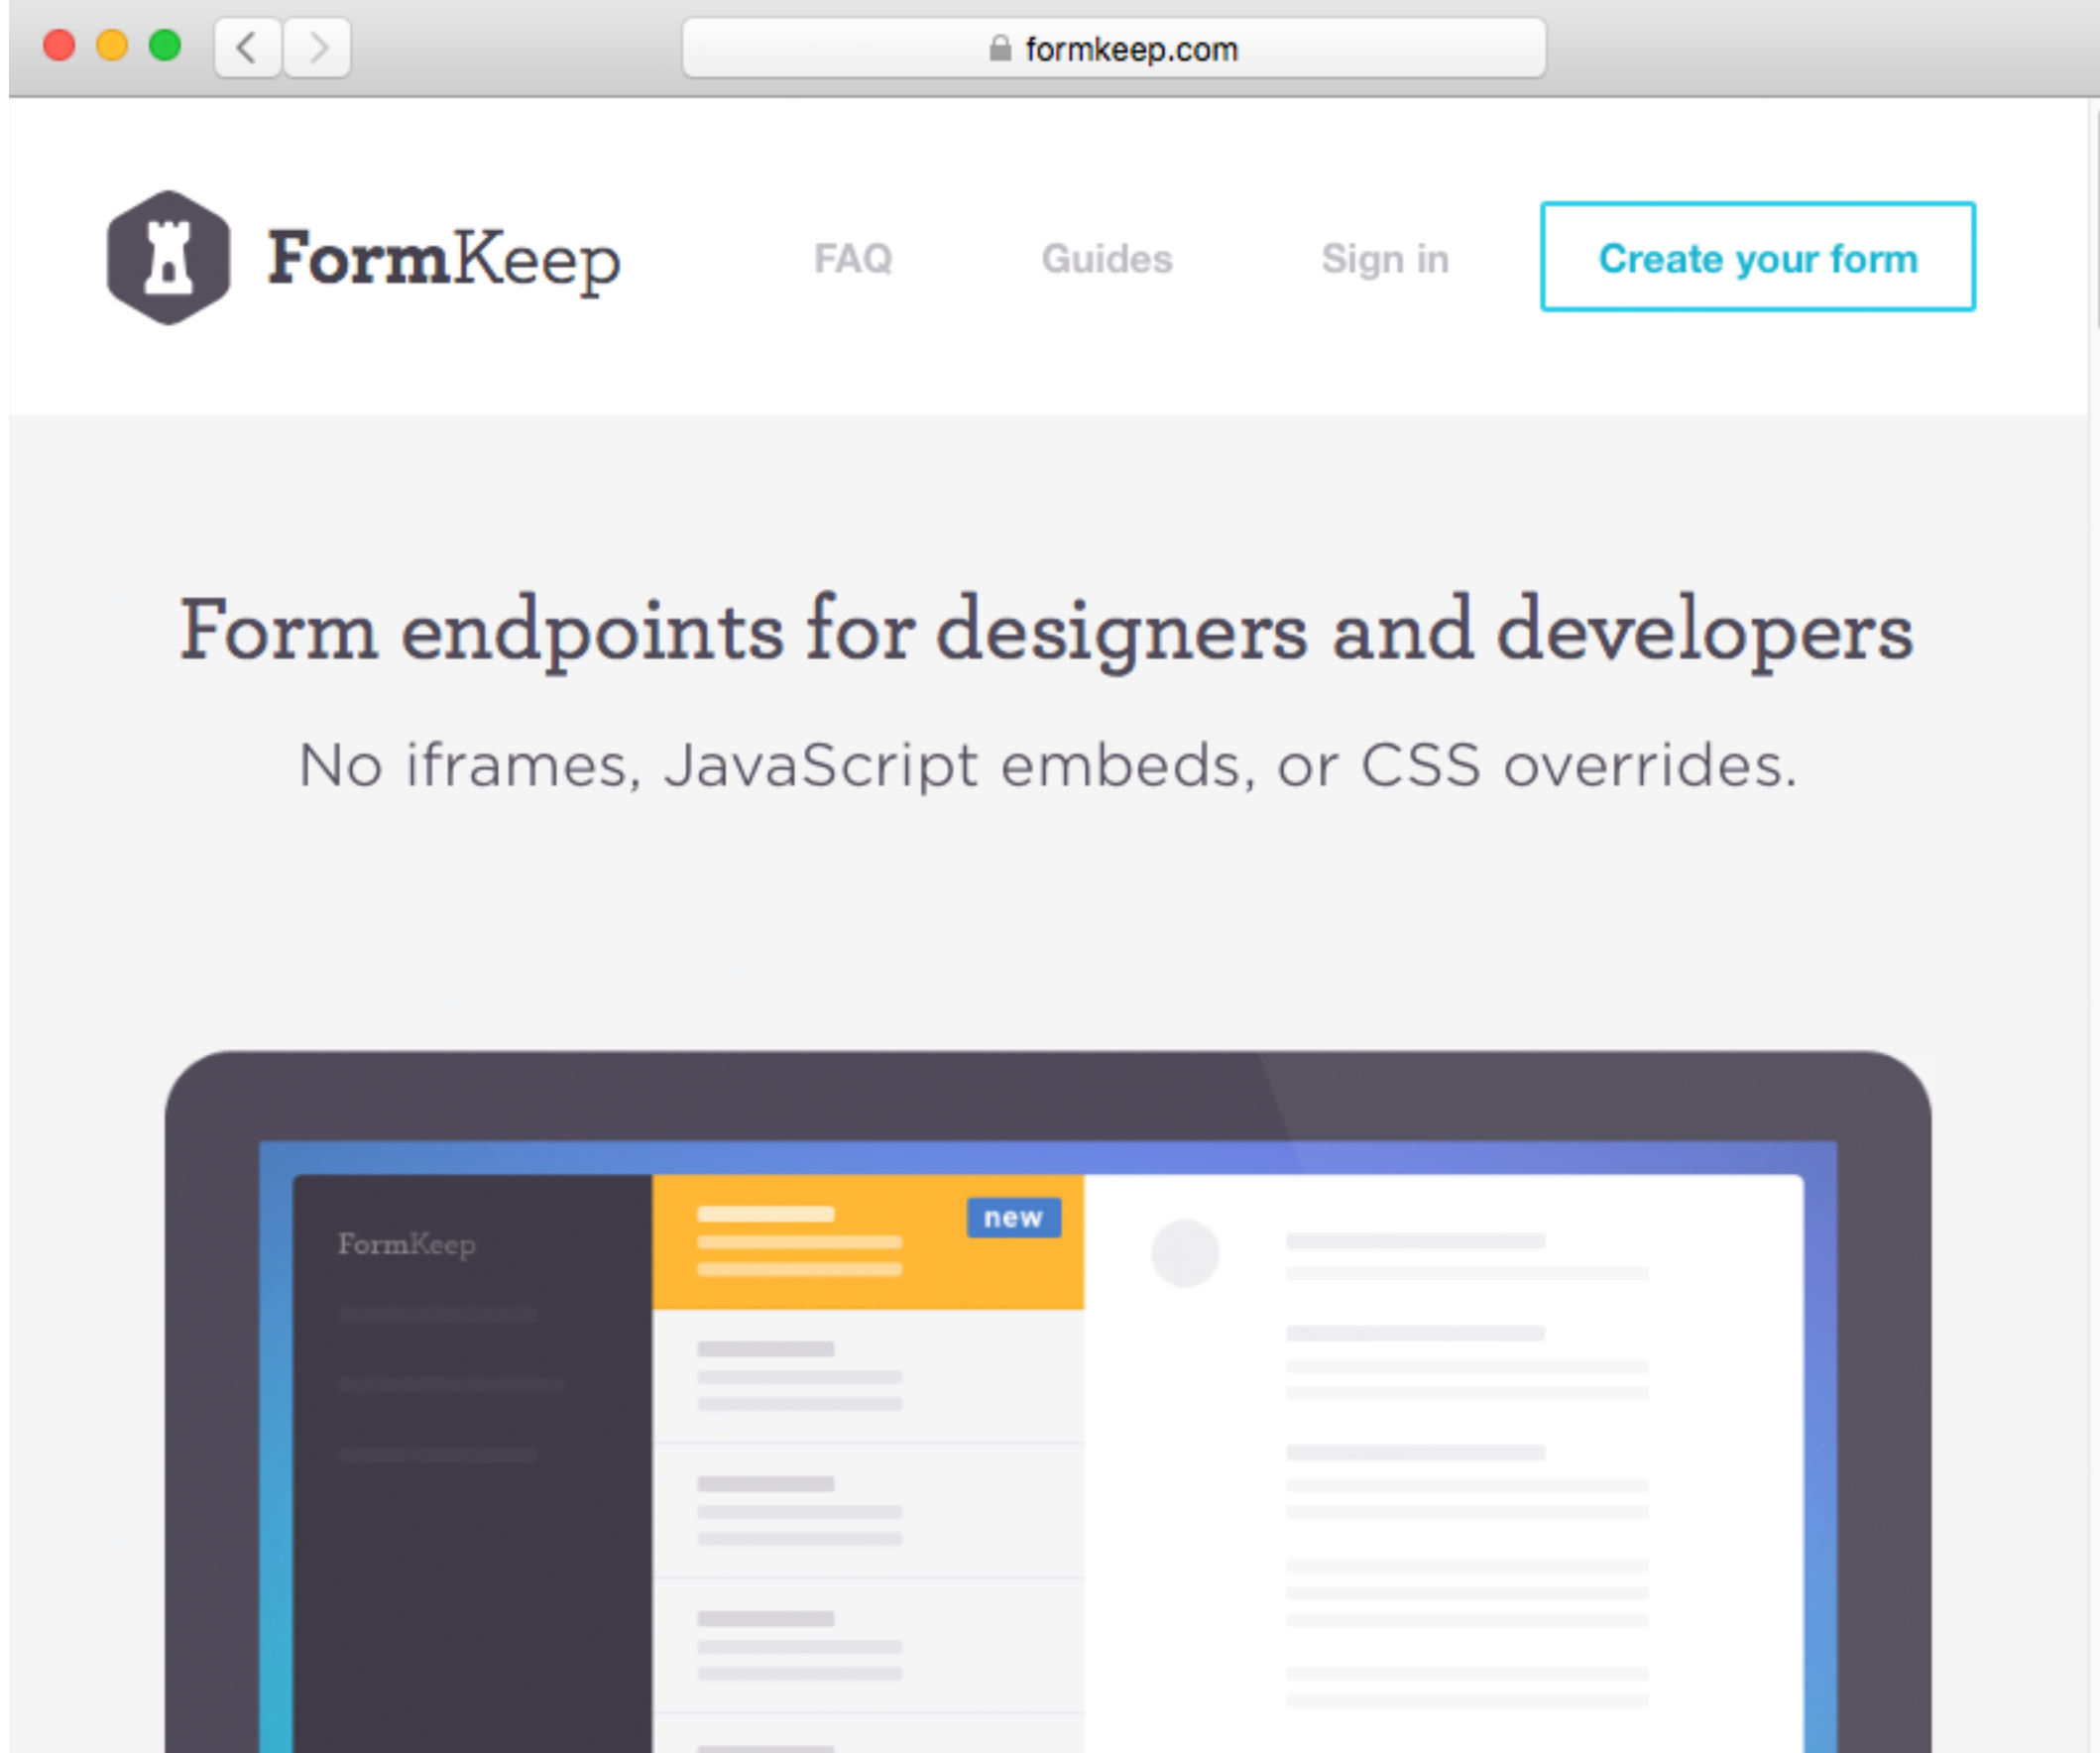 formkeep.com
FormKeep
FAQ
Guides
Sign in
Create your form
Form endpoints for designers and developers
No iframes, JavaScript embeds, or CSS overrides.
new
FormKeep